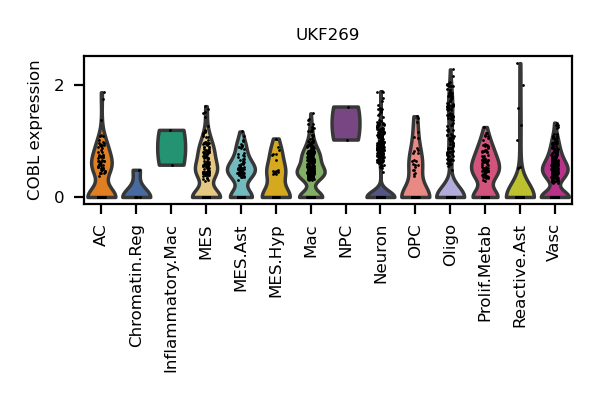 UKF269
COBL expression
2
0
AC
Chromatin.Reg
Inflammatory.Mac
MES
MES.Ast
MES.Hyp
Mac
NPC
Neuron
OPC
Oligo
Prolif.Metab
Reactive.Ast
Vasc